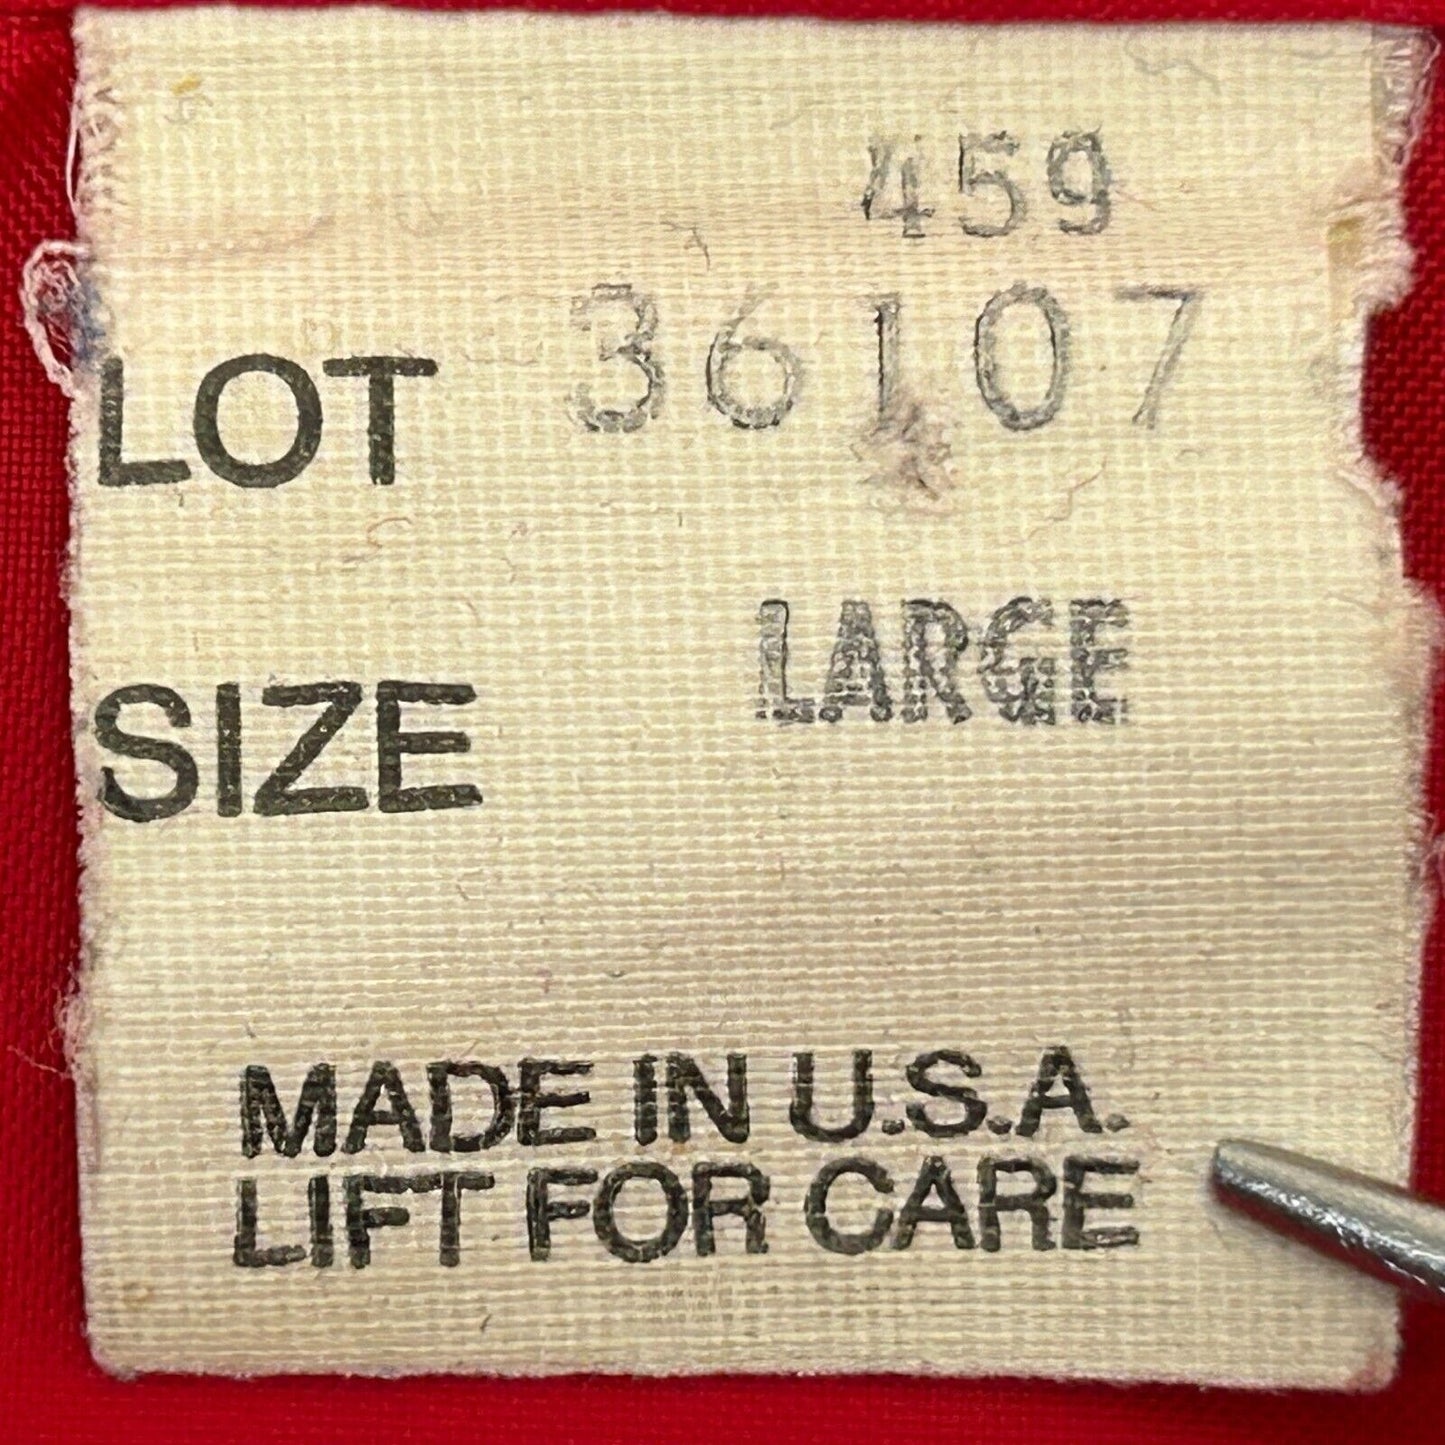 459
LOT 36107
SIZE LARGE
MADE IN U.S.A.
LIFT FOR CARE